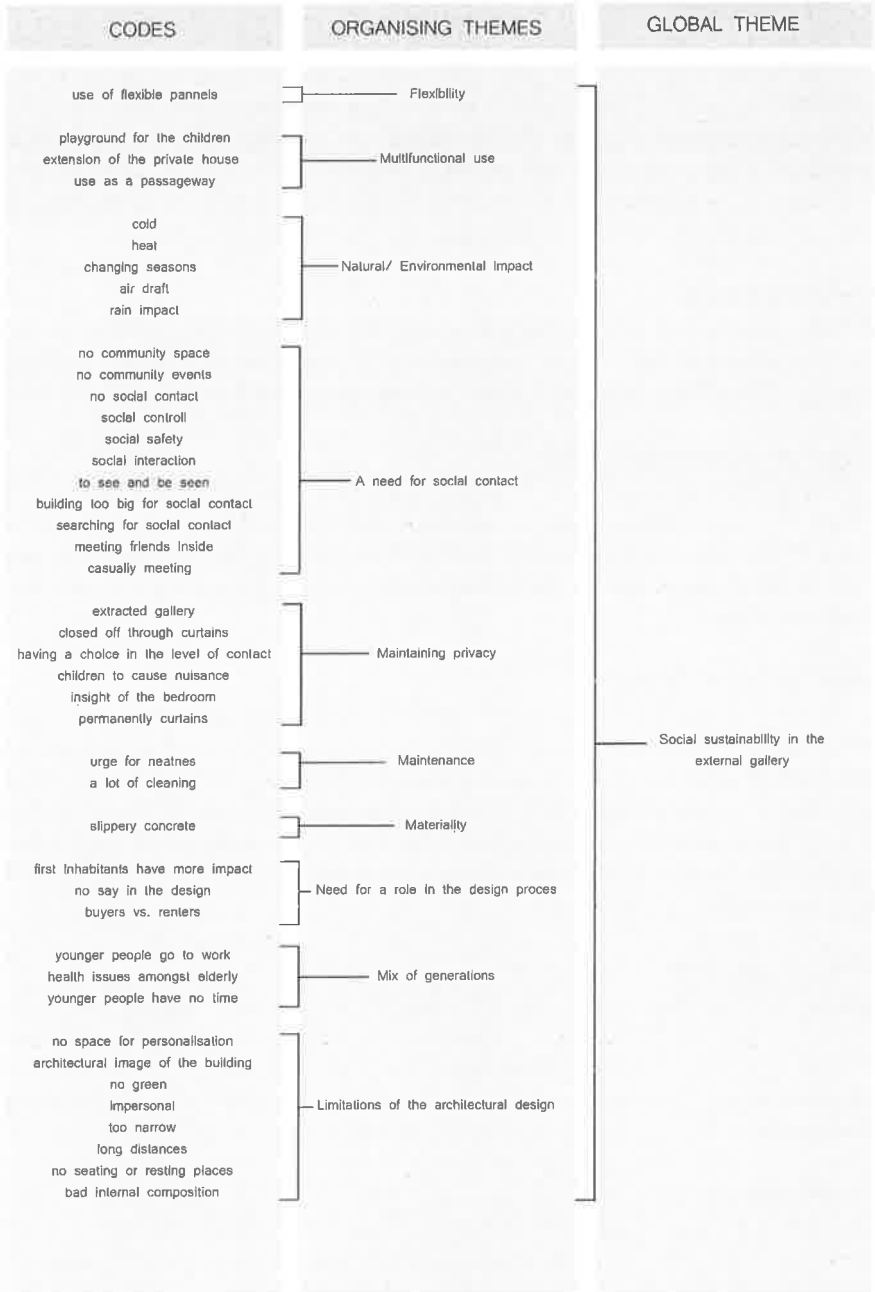 CODES
ORGANISING THEMES
GLOBAL THEME
use of flexible pannels
Flexibility
playground for the children
extension of the private house
use as a passageway
Multifunctional use
cold
heat
changing seasons
air draft
rain impact
Natural/ Environmental Impact
no community space
no community events
no social contact
social controll
social safety
social interaction
to see and be seen
building too big for social contact
searching for social contact
meeting friends inside
casually meeting
A need for social contact
extracted gallery
closed off through curtains
having a choice in the level of contact
children to cause nuisance
insight of the bedroom
permanently curtains
Maintaining privacy
urge for neatnes
a lot of cleaning
Maintenance
slippery concrete
Materiality
first inhabitants have more impact
no say in the design
buyers vs. renters
Need for a role in the design proces
younger people go to work
health issues amongst elderly
younger people have no time
Mix of generations
no space for personalisation
architectural image of the building
no green
impersonal
too narrow
long distances
no seating or resting places
bad internal composition
Limitations of the architectural design
Social sustainability in the
external gallery